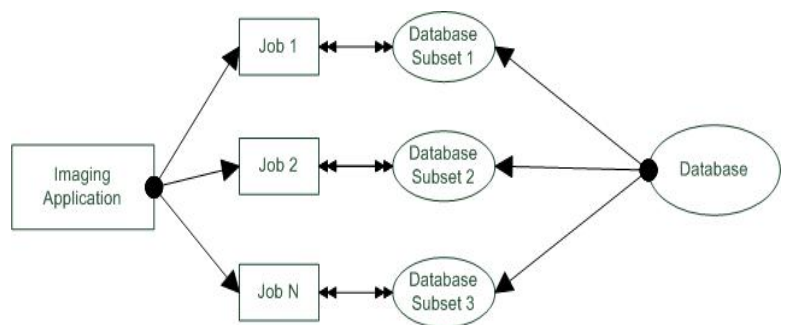 Job 1
Database
Subset 1
Imaging
Application
Job 2
Database
Subset 2
Database
Job N
Database
Subset 3